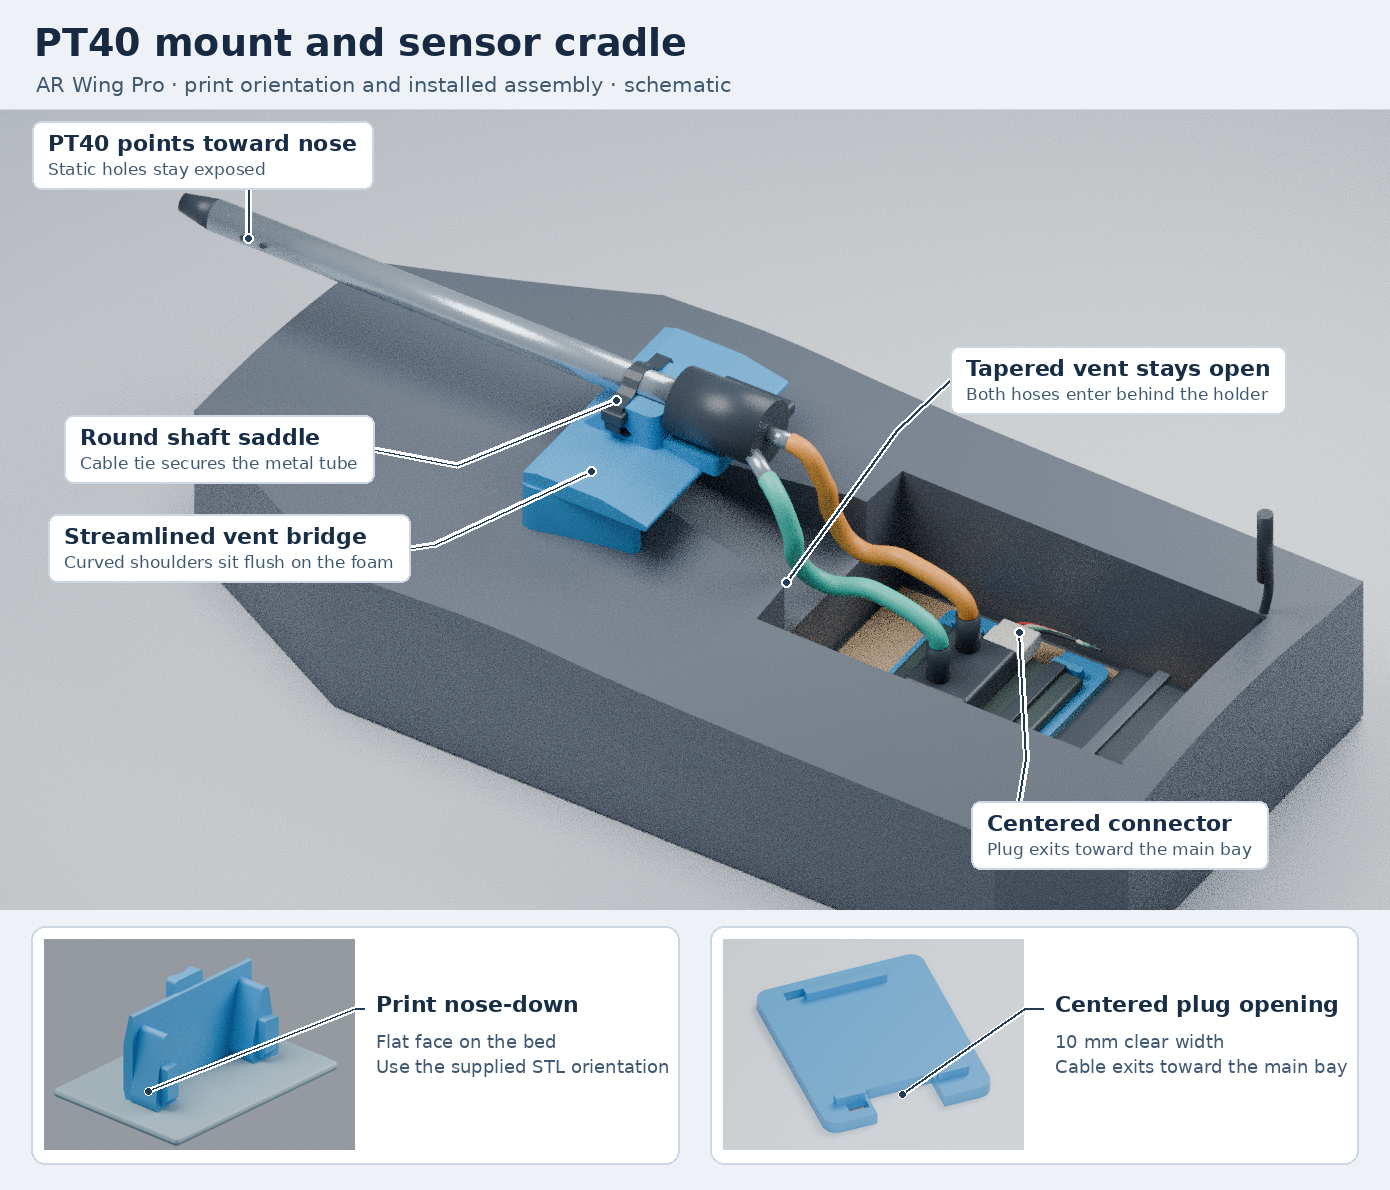 PT40 mount and sensor cradle
AR Wing Pro · print orientation and installed assembly · schematic
PT40 points toward nose
Static holes stay exposed
Tapered vent stays open
Both hoses enter behind the holder
Round shaft saddle
Cable tie secures the metal tube
Streamlined vent bridge
Curved shoulders sit flush on the foam
Centered connector
Plug exits toward the main bay
Print nose-down
Flat face on the bed
Use the supplied STL orientation
Centered plug opening
10 mm clear width
Cable exits toward the main bay